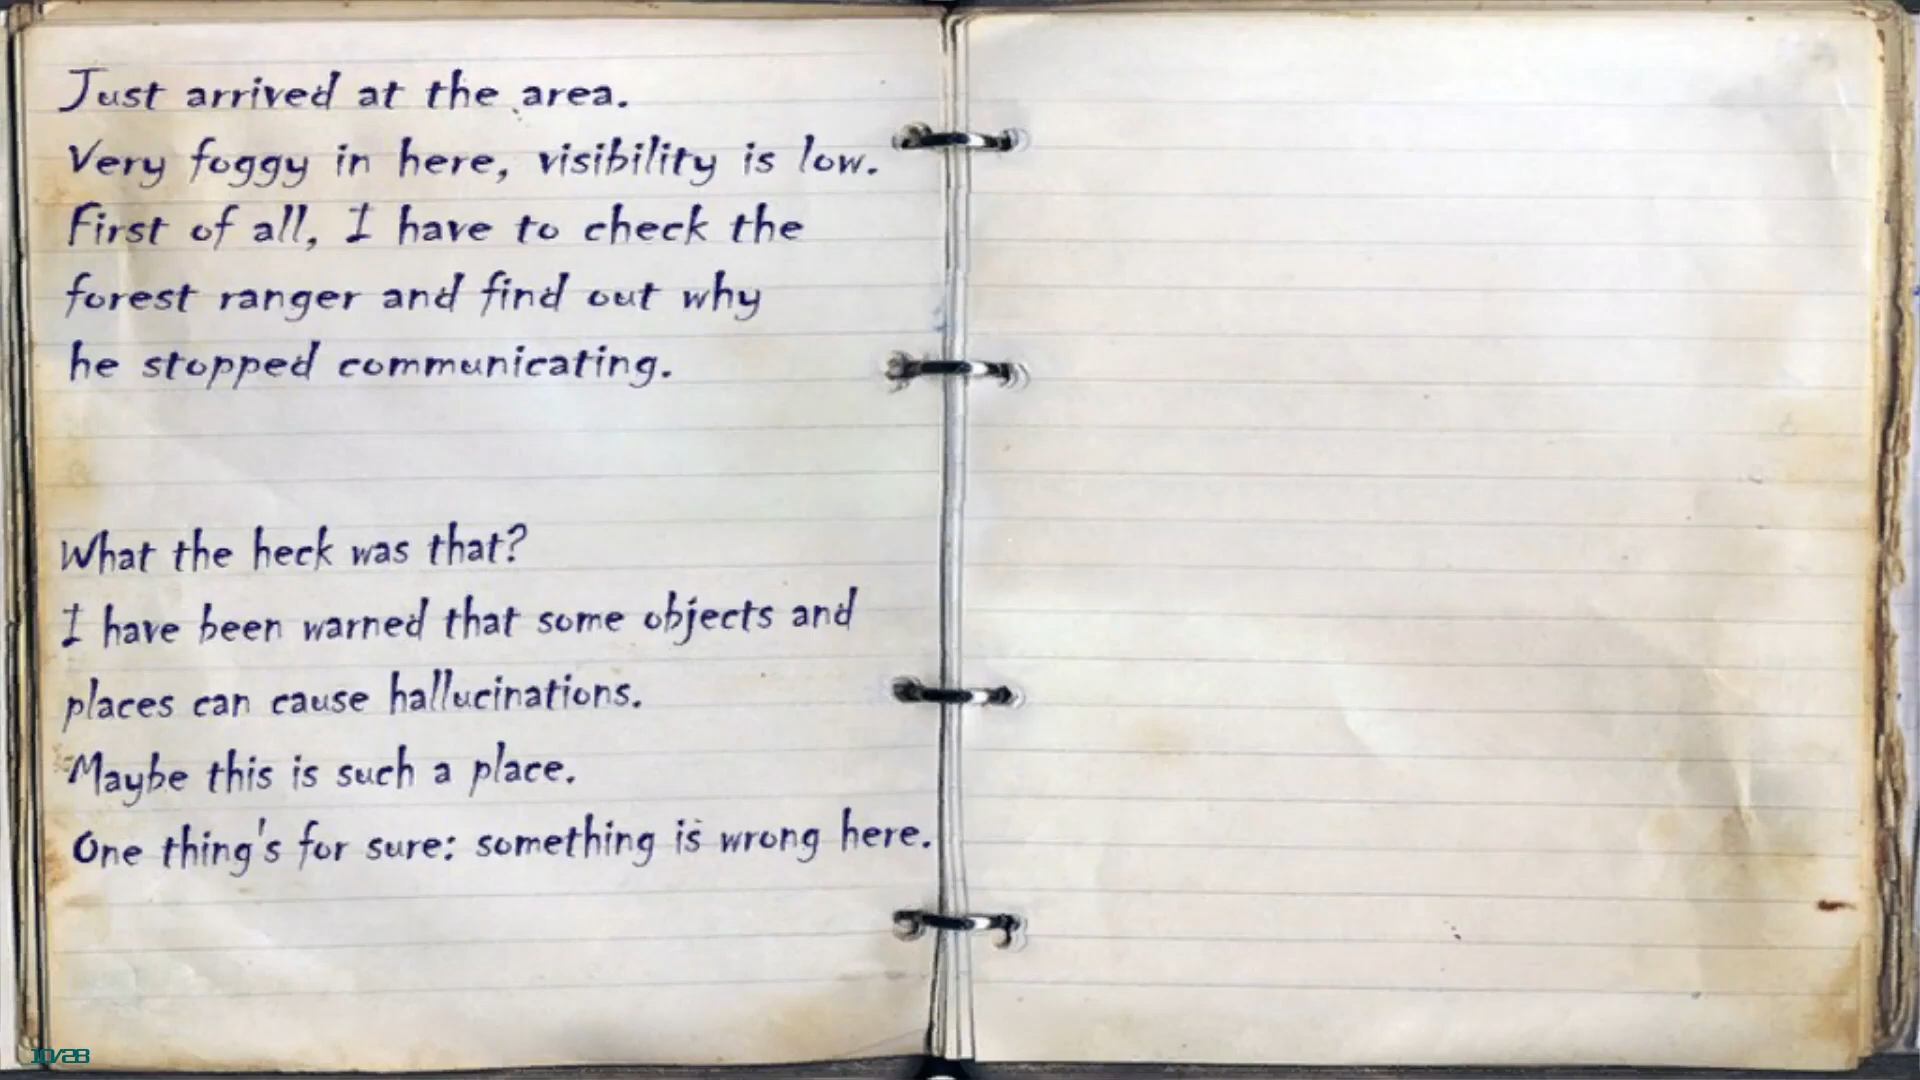 Just arrived at the area.
Very foggy in here, visibility is low.
First of all, I have to check the
forest ranger and find out why
he stopped communicating.
What the heck was that?
I have been warned that some objects and
places can cause hallucinations.
Maybe this is such a place.
One thing's for sure: something is wrong here.
10/28